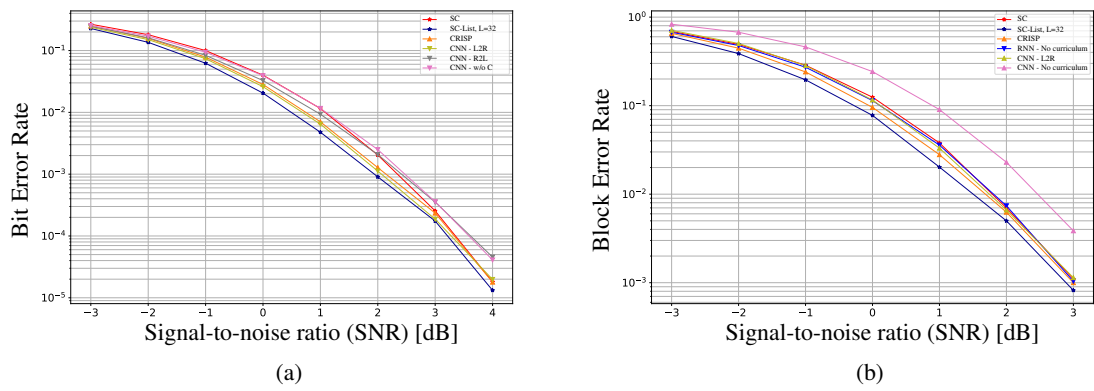 SC
SC-List, L=32
CRISP
CNN - L2R
CNN - R2L
CNN - w/o C
10⁻¹
10⁻²
10⁻³
10⁻⁴
10⁻⁵
Bit Error Rate
−3 −2 −1 0 1 2 3 4
Signal-to-noise ratio (SNR) [dB]
(a)
SC
SC-List, L=32
CRISP
RNN - No curriculum
CNN - L2R
CNN - No curriculum
10⁰
10⁻¹
10⁻²
10⁻³
Block Error Rate
−3 −2 −1 0 1 2 3
Signal-to-noise ratio (SNR) [dB]
(b)